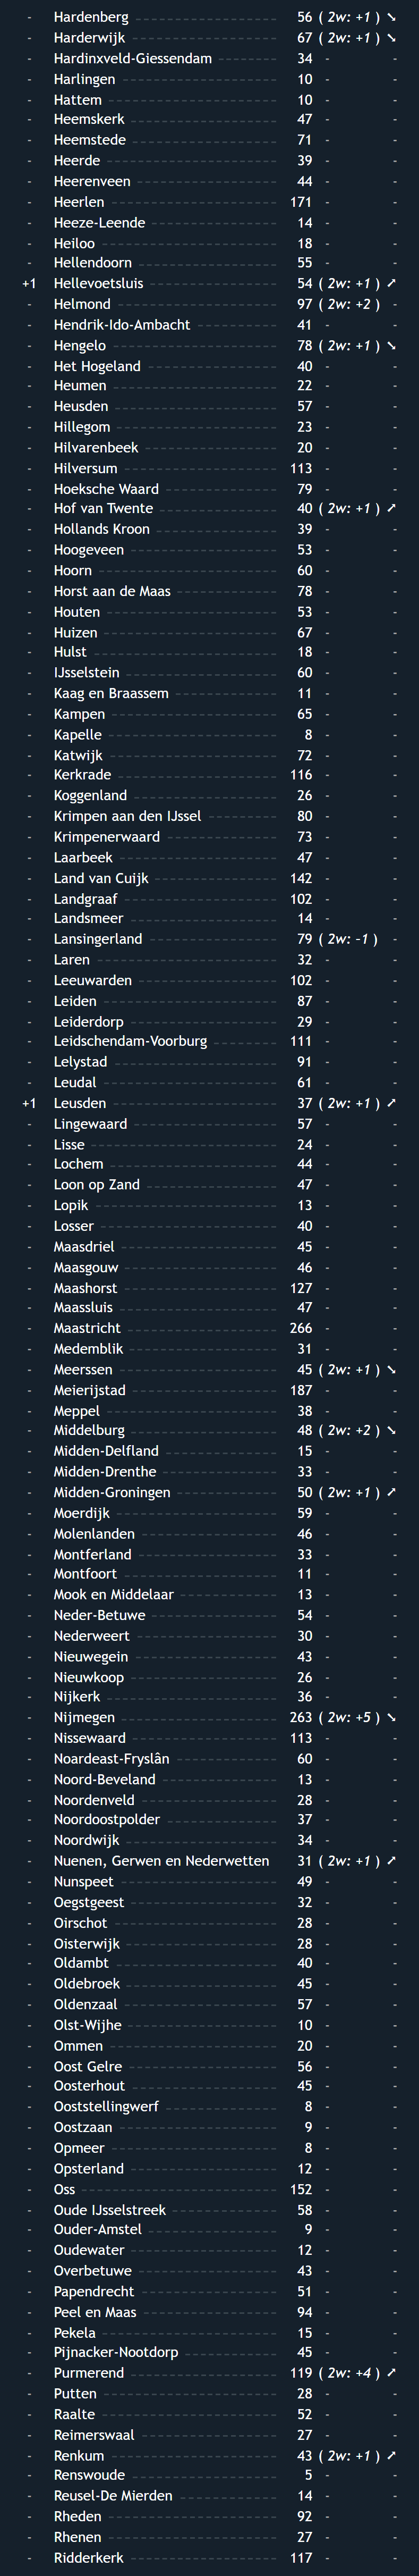 - Hardenberg 56 ( 2w: +1 ) ➘
- Harderwijk 67 ( 2w: +1 ) ➘
- Hardinxveld-Giessendam 34 - -
- Harlingen 10 - -
- Hattem 10 - -
- Heemskerk 47 - -
- Heemstede 71 - -
- Heerde 39 - -
- Heerenveen 44 - -
- Heerlen 171 - -
- Heeze-Leende 14 - -
- Heiloo 18 - -
- Hellendoorn 55 - -
+1 Hellevoetsluis 54 ( 2w: +1 ) ➚
- Helmond 97 ( 2w: +2 ) -
- Hendrik-Ido-Ambacht 41 - -
- Hengelo 78 ( 2w: +1 ) ➘
- Het Hogeland 40 - -
- Heumen 22 - -
- Heusden 57 - -
- Hillegom 23 - -
- Hilvarenbeek 20 - -
- Hilversum 113 - -
- Hoeksche Waard 79 - -
- Hof van Twente 40 ( 2w: +1 ) ➚
- Hollands Kroon 39 - -
- Hoogeveen 53 - -
- Hoorn 60 - -
- Horst aan de Maas 78 - -
- Houten 53 - -
- Huizen 67 - -
- Hulst 18 - -
- IJsselstein 60 - -
- Kaag en Braassem 11 - -
- Kampen 65 - -
- Kapelle 8 - -
- Katwijk 72 - -
- Kerkrade 116 - -
- Koggenland 26 - -
- Krimpen aan den IJssel 80 - -
- Krimpenerwaard 73 - -
- Laarbeek 47 - -
- Land van Cuijk 142 - -
- Landgraaf 102 - -
- Landsmeer 14 - -
- Lansingerland 79 ( 2w: -1 ) -
- Laren 32 - -
- Leeuwarden 102 - -
- Leiden 87 - -
- Leiderdorp 29 - -
- Leidschendam-Voorburg 111 - -
- Lelystad 91 - -
- Leudal 61 - -
+1 Leusden 37 ( 2w: +1 ) ➚
- Lingewaard 57 - -
- Lisse 24 - -
- Lochem 44 - -
- Loon op Zand 47 - -
- Lopik 13 - -
- Losser 40 - -
- Maasdriel 45 - -
- Maasgouw 46 - -
- Maashorst 127 - -
- Maassluis 47 - -
- Maastricht 266 - -
- Medemblik 31 - -
- Meerssen 45 ( 2w: +1 ) ➘
- Meierijstad 187 - -
- Meppel 38 - -
- Middelburg 48 ( 2w: +2 ) ➘
- Midden-Delfland 15 - -
- Midden-Drenthe 33 - -
- Midden-Groningen 50 ( 2w: +1 ) ➚
- Moerdijk 59 - -
- Molenlanden 46 - -
- Montferland 33 - -
- Montfoort 11 - -
- Mook en Middelaar 13 - -
- Neder-Betuwe 54 - -
- Nederweert 30 - -
- Nieuwegein 43 - -
- Nieuwkoop 26 - -
- Nijkerk 36 - -
- Nijmegen 263 ( 2w: +5 ) ➘
- Nissewaard 113 - -
- Noardeast-Fryslân 60 - -
- Noord-Beveland 13 - -
- Noordenveld 28 - -
- Noordoostpolder 37 - -
- Noordwijk 34 - -
- Nuenen, Gerwen en Nederwetten 31 ( 2w: +1 ) ➚
- Nunspeet 49 - -
- Oegstgeest 32 - -
- Oirschot 28 - -
- Oisterwijk 28 - -
- Oldambt 40 - -
- Oldebroek 45 - -
- Oldenzaal 57 - -
- Olst-Wijhe 10 - -
- Ommen 20 - -
- Oost Gelre 56 - -
- Oosterhout 45 - -
- Ooststellingwerf 8 - -
- Oostzaan 9 - -
- Opmeer 8 - -
- Opsterland 12 - -
- Oss 152 - -
- Oude IJsselstreek 58 - -
- Ouder-Amstel 9 - -
- Oudewater 12 - -
- Overbetuwe 43 - -
- Papendrecht 51 - -
- Peel en Maas 94 - -
- Pekela 15 - -
- Pijnacker-Nootdorp 45 - -
- Purmerend 119 ( 2w: +4 ) ➚
- Putten 28 - -
- Raalte 52 - -
- Reimerswaal 27 - -
- Renkum 43 ( 2w: +1 ) ➚
- Renswoude 5 - -
- Reusel-De Mierden 14 - -
- Rheden 92 - -
- Rhenen 27 - -
- Ridderkerk 117 - -